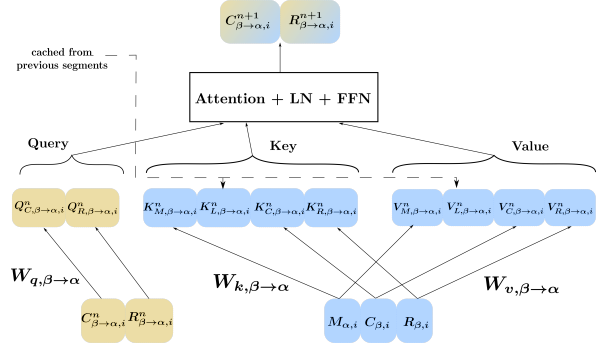 C^{n+1}_{β→α,i} R^{n+1}_{β→α,i}
cached from
previous segments
Attention + LN + FFN
Query Key Value
Q^n_{C,β→α,i} Q^n_{R,β→α,i} K^n_{M,β→α,i} K^n_{L,β→α,i} K^n_{C,β→α,i} K^n_{R,β→α,i} V^n_{M,β→α,i} V^n_{L,β→α,i} V^n_{C,β→α,i} V^n_{R,β→α,i}
W_{q,β→α} W_{k,β→α} W_{v,β→α}
C^n_{β→α,i} R^n_{β→α,i} M_{α,i} C_{β,i} R_{β,i}